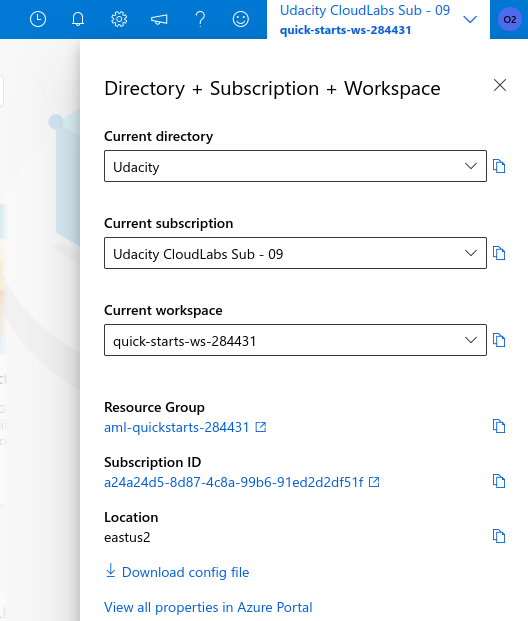 Udacity CloudLabs Sub - 09
quick-starts-ws-284431
O2
Directory + Subscription + Workspace
Current directory
Udacity
Current subscription
Udacity CloudLabs Sub - 09
Current workspace
quick-starts-ws-284431
Resource Group
aml-quickstarts-284431
Subscription ID
a24a24d5-8d87-4c8a-99b6-91ed2d2df51f
Location
eastus2
Download config file
View all properties in Azure Portal